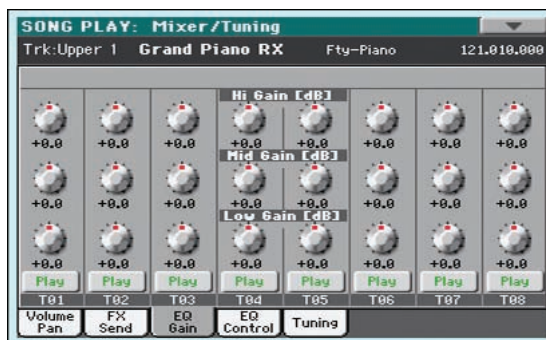 SONG PLAY: Mixer/Tuning
Trk:Upper 1 Grand Piano RX Fty-Piano 121.010.000
Hi Gain [dB]
+0.0 +0.0 +0.0 +0.0 +0.0 +0.0 +0.0 +0.0
Mid Gain [dB]
+0.0 +0.0 +0.0 +0.0 +0.0 +0.0 +0.0 +0.0
Low Gain [dB]
+0.0 +0.0 +0.0 +0.0 +0.0 +0.0 +0.0 +0.0
Play Play Play Play Play Play Play Play
T01 T02 T03 T04 T05 T06 T07 T08
Volume FX EQ EQ Tuning
Pan Send Gain Control